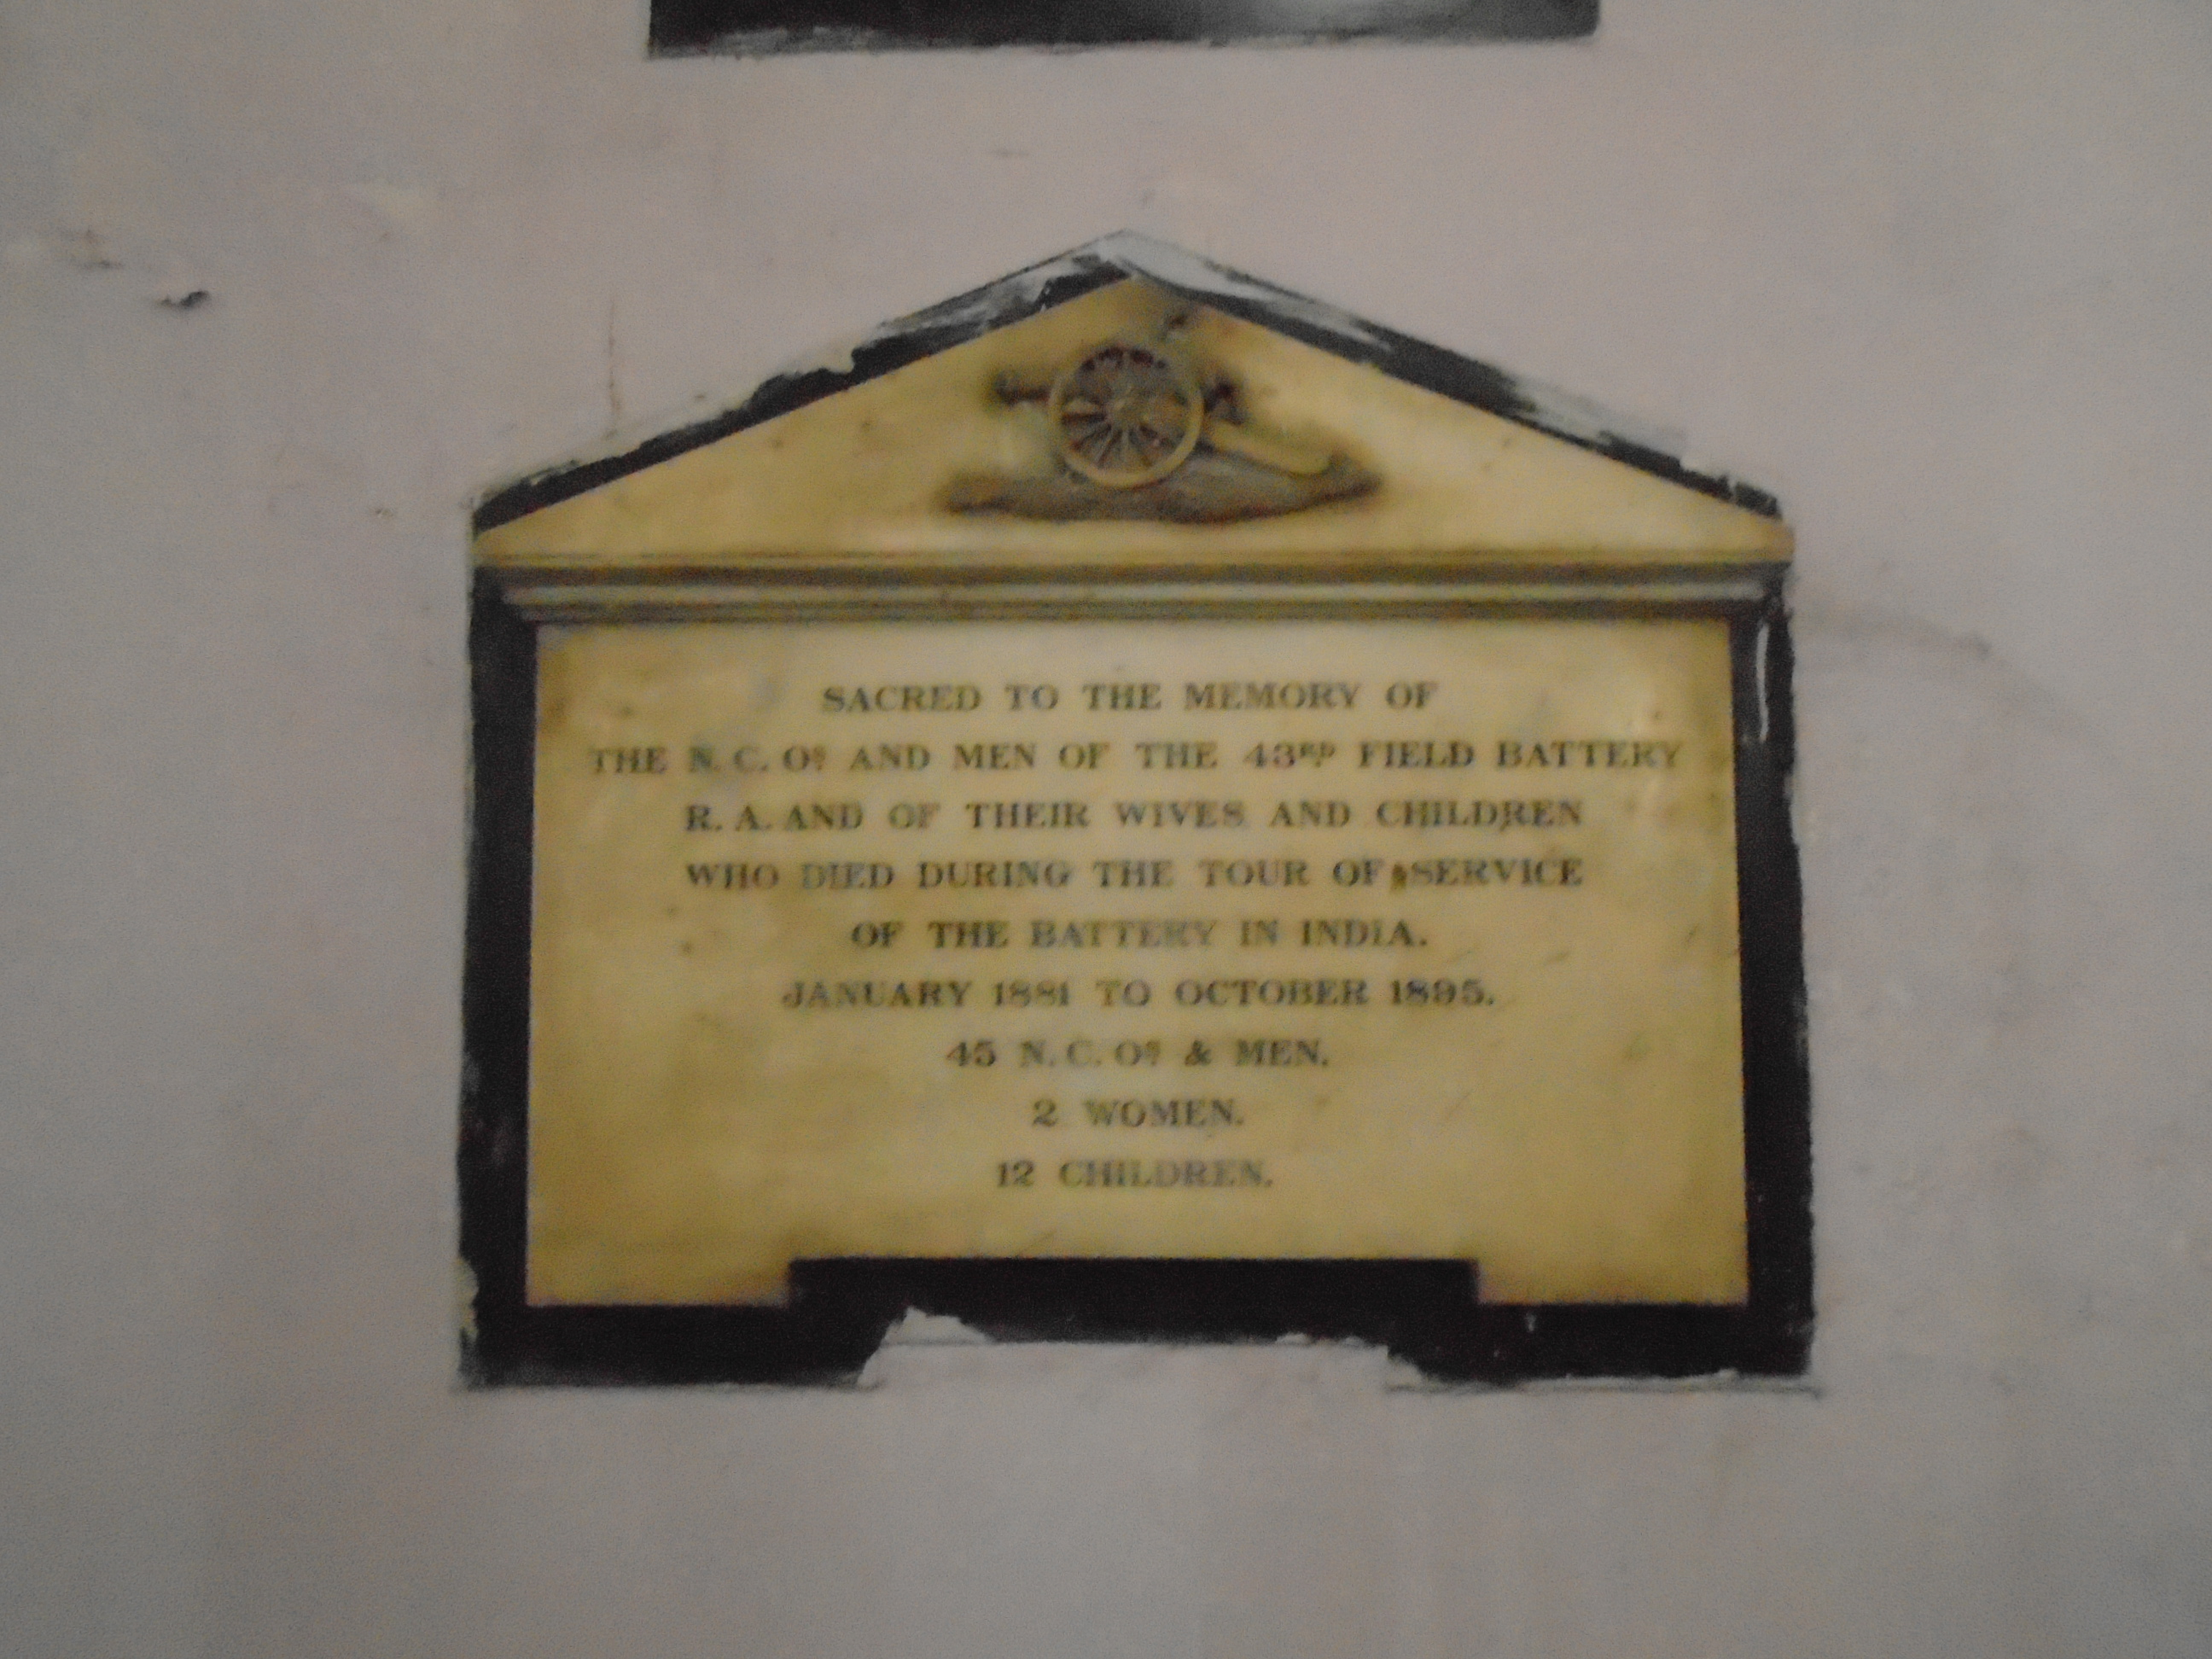 SACRED TO THE MEMORY OF
THE N.C.Os AND MEN OF THE 43RD FIELD BATTERY
R.A. AND OF THEIR WIVES AND CHILDREN
WHO DIED DURING THE TOUR OF SERVICE
OF THE BATTERY IN INDIA.
JANUARY 1881 TO OCTOBER 1895.
45 N.C.Os & MEN.
2 WOMEN.
12 CHILDREN.